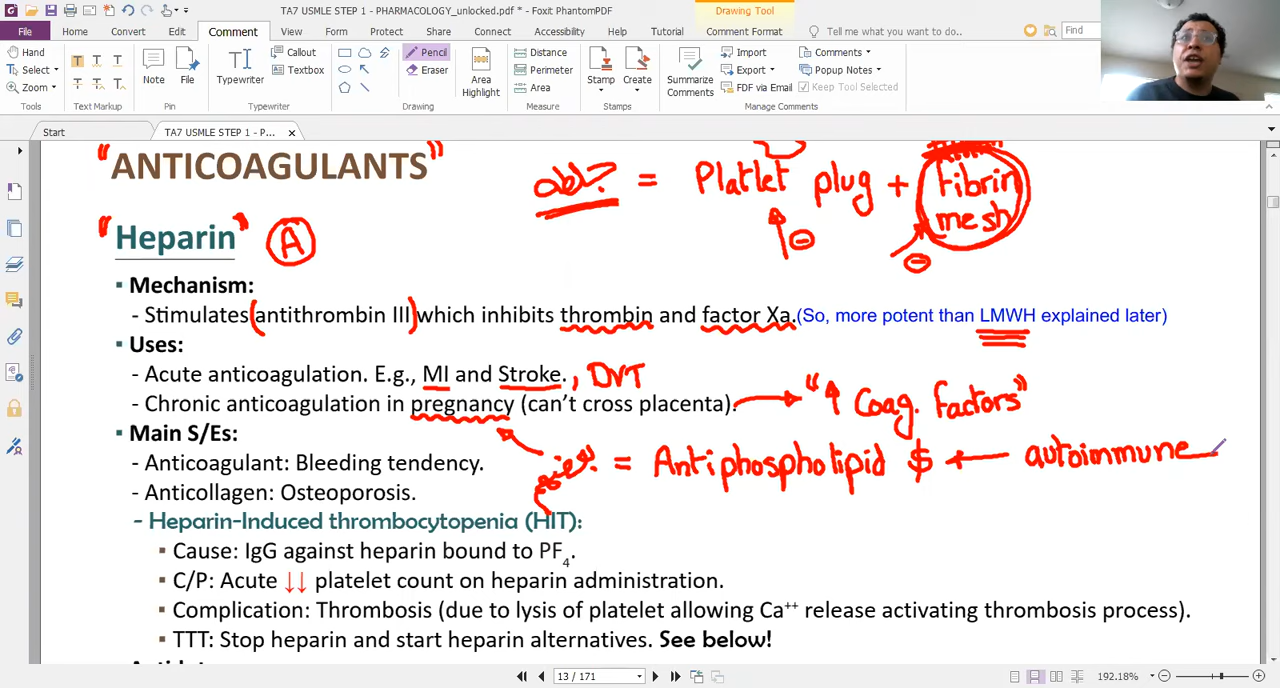 TA7 USMLE STEP 1 - PHARMACOLOGY_unlocked.pdf * - Foxit PhantomPDF
Drawing Tool
File Home Convert Edit Comment View Form Protect Share Connect Accessibility Help Tutorial Comment Format Tell me what you want... Find
Hand
Select
Zoom
Tools
T T T
T T T
Text Markup
Note
File
Pin
Typewriter
Callout
Textbox
Typewriter
Pencil
Eraser
Drawing
Area Highlight
Distance
Perimeter
Area
Measure
Stamp
Create
Stamps
Summarize Comments
Import
Export
FDF via Email
Comments
Popup Notes
Keep Tool Selected
Manage Comments
Start
TA7 USMLE STEP 1 - P...
"ANTICOAGULANTS"
= Platlet plug + fibrin mesh
"Heparin" A
▪ Mechanism:
- Stimulates (antithrombin III) which inhibits thrombin and factor Xa. (So, more potent than LMWH explained later)
▪ Uses:
- Acute anticoagulation. E.g., MI and Stroke. , DVT
- Chronic anticoagulation in pregnancy (can't cross placenta). "↑ Coag. factors"
▪ Main S/Es:
- Anticoagulant: Bleeding tendency.
= Antiphospholipid $ ← autoimmune
- Anticollagen: Osteoporosis.
- Heparin-Induced thrombocytopenia (HIT):
▪ Cause: IgG against heparin bound to PF4.
▪ C/P: Acute ↓↓ platelet count on heparin administration.
▪ Complication: Thrombosis (due to lysis of platelet allowing Ca++ release activating thrombosis process).
▪ TTT: Stop heparin and start heparin alternatives. See below!
13 / 171
192.18%